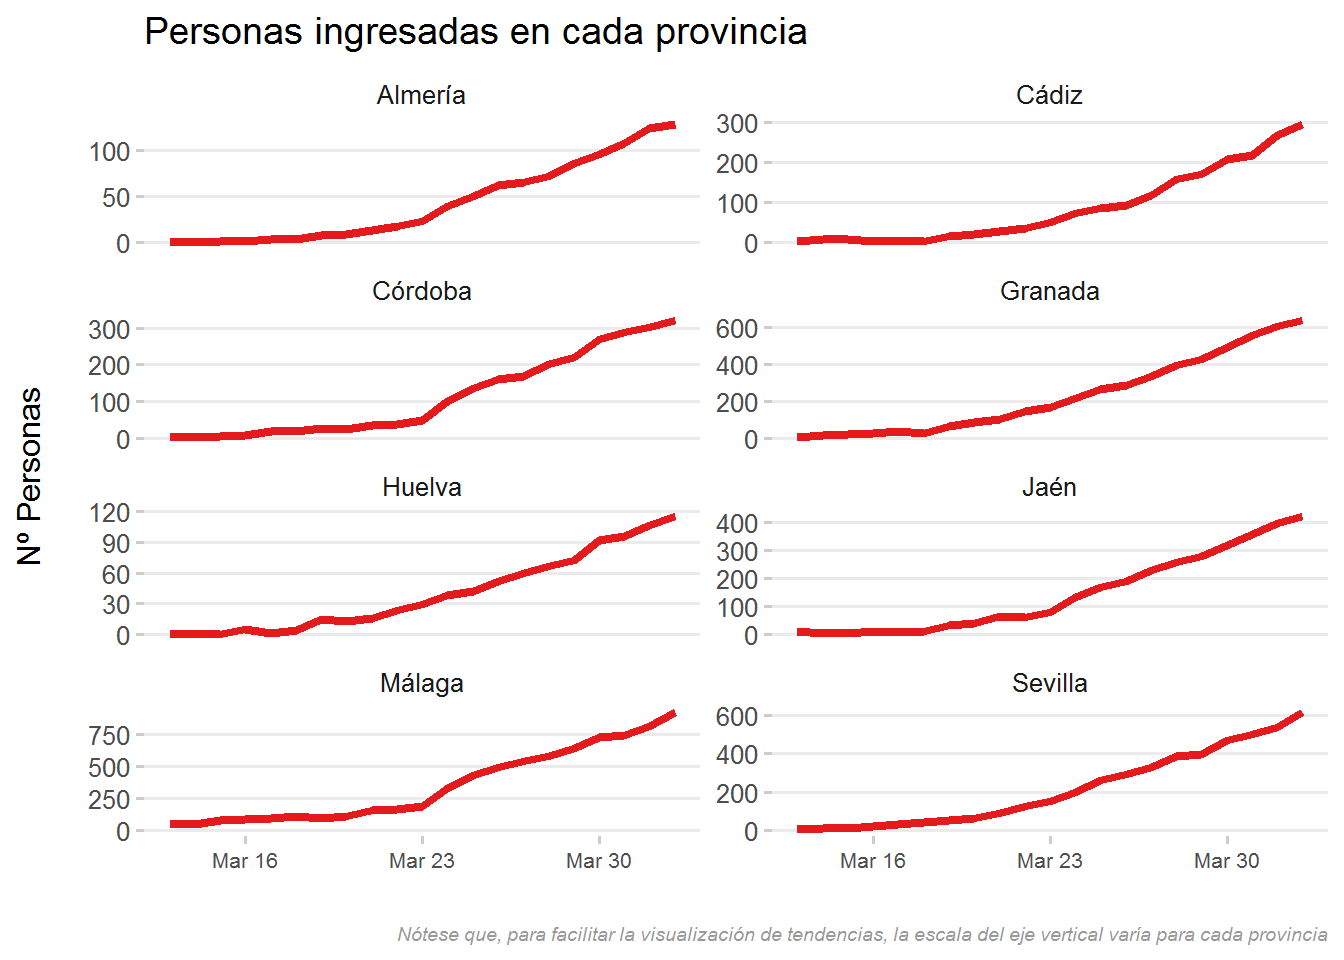 Personas ingresadas en cada provincia
Almería
Cádiz
100
50
0
300
200
100
0
Córdoba
Granada
300
200
100
0
600
400
200
0
Nº Personas
Huelva
Jaén
120
90
60
30
0
400
300
200
100
0
Málaga
Sevilla
750
500
250
0
600
400
200
0
Mar 16
Mar 23
Mar 30
Mar 16
Mar 23
Mar 30
Nótese que, para facilitar la visualización de tendencias, la escala del eje vertical varía para cada provincia